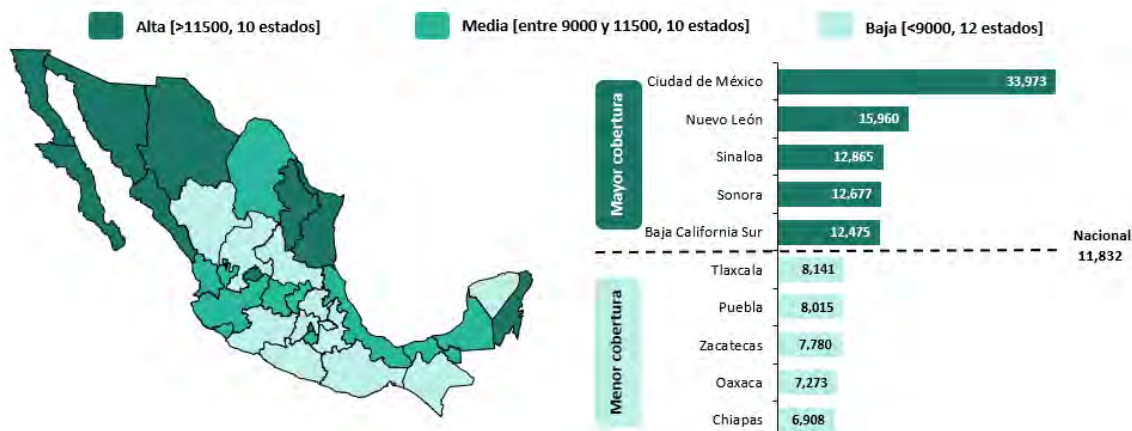 Alta [>11500, 10 estados]
Media [entre 9000 y 11500, 10 estados]
Baja [<9000, 12 estados]
Mayor cobertura
Ciudad de México 33,973
Nuevo León 15,960
Sinaloa 12,865
Sonora 12,677
Baja California Sur 12,475
Nacional
11,832
Menor cobertura
Tlaxcala 8,141
Puebla 8,015
Zacatecas 7,780
Oaxaca 7,273
Chiapas 6,908